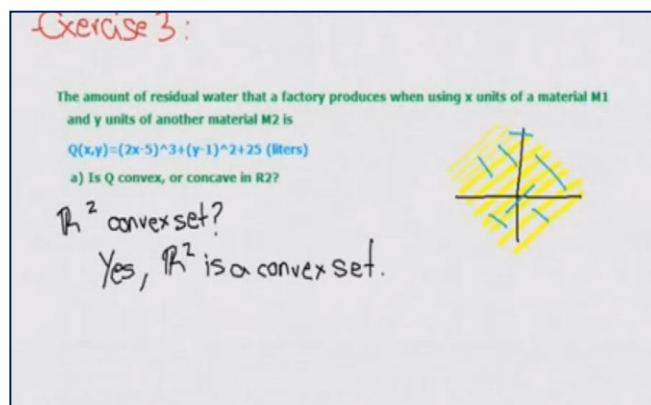 Exercise 3:
The amount of residual water that a factory produces when using x units of a material M1
and y units of another material M2 is
Q(x,y)=(2x-5)^3+(y-1)^2+25 (liters)
a) Is Q convex, or concave in R2?
ℝ² convex set?
Yes, ℝ² is a convex set.